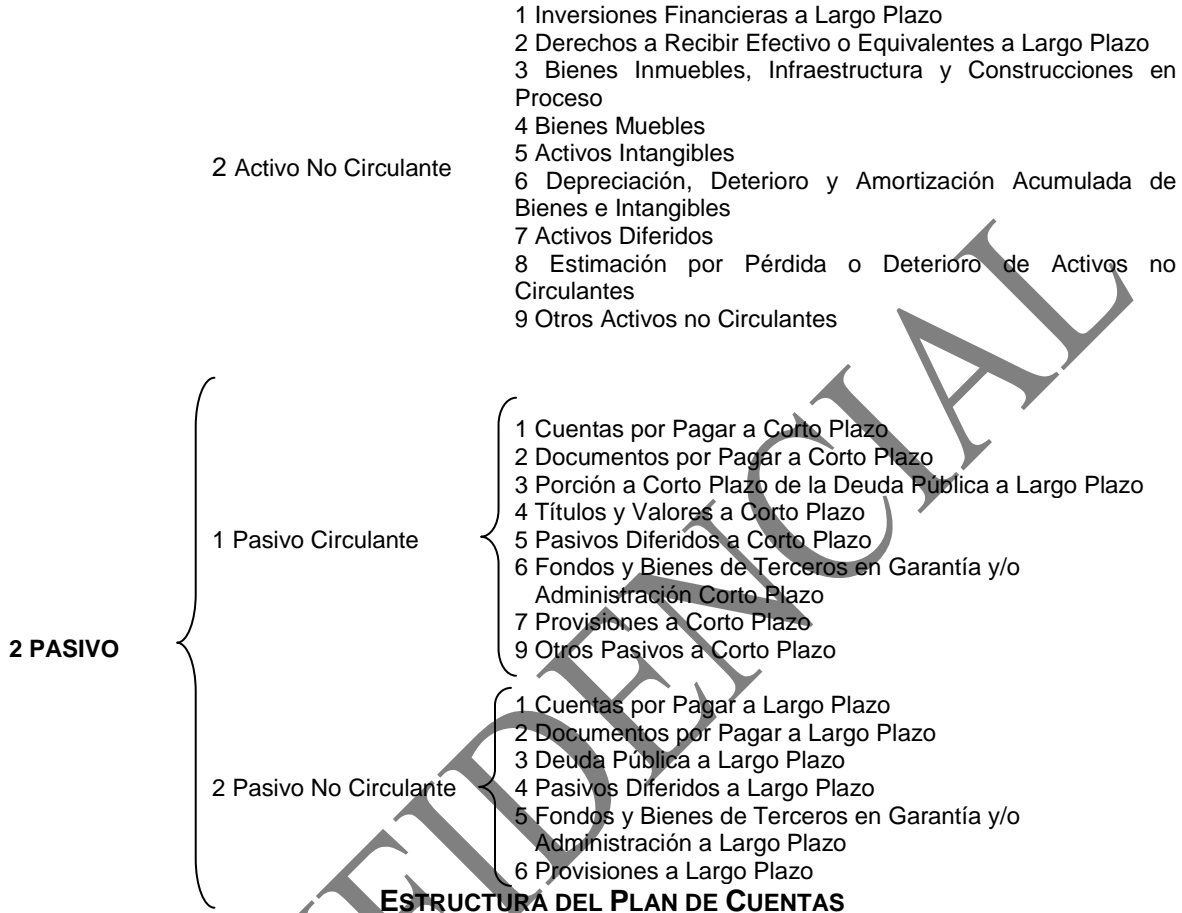 1 Inversiones Financieras a Largo Plazo
2 Derechos a Recibir Efectivo o Equivalentes a Largo Plazo
3 Bienes Inmuebles, Infraestructura y Construcciones en
Proceso
4 Bienes Muebles
2 Activo No Circulante
5 Activos Intangibles
6 Depreciación, Deterioro y Amortización Acumulada de
Bienes e Intangibles
7 Activos Diferidos
8 Estimación por Pérdida o Deterioro de Activos no
Circulantes
9 Otros Activos no Circulantes
2 PASIVO
1 Pasivo Circulante
1 Cuentas por Pagar a Corto Plazo
2 Documentos por Pagar a Corto Plazo
3 Porción a Corto Plazo de la Deuda Pública a Largo Plazo
4 Títulos y Valores a Corto Plazo
5 Pasivos Diferidos a Corto Plazo
6 Fondos y Bienes de Terceros en Garantía y/o
Administración Corto Plazo
7 Provisiones a Corto Plazo
9 Otros Pasivos a Corto Plazo
2 Pasivo No Circulante
1 Cuentas por Pagar a Largo Plazo
2 Documentos por Pagar a Largo Plazo
3 Deuda Pública a Largo Plazo
4 Pasivos Diferidos a Largo Plazo
5 Fondos y Bienes de Terceros en Garantía y/o
Administración a Largo Plazo
6 Provisiones a Largo Plazo
ESTRUCTURA DEL PLAN DE CUENTAS
FIDENCIAL